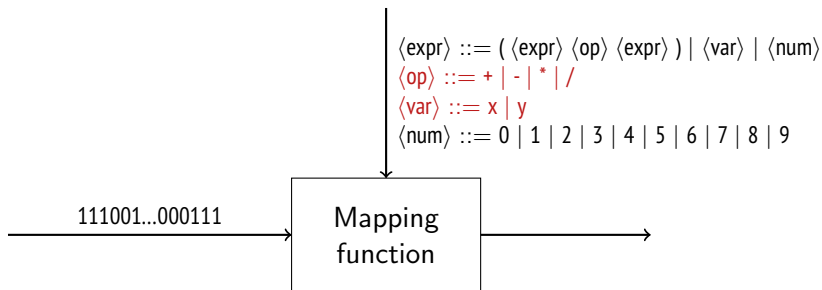 ⟨expr⟩ ::= ( ⟨expr⟩ ⟨op⟩ ⟨expr⟩ ) | ⟨var⟩ | ⟨num⟩
⟨op⟩ ::= + | - | * | /
⟨var⟩ ::= x | y
⟨num⟩ ::= 0 | 1 | 2 | 3 | 4 | 5 | 6 | 7 | 8 | 9
111001...000111
Mapping
function